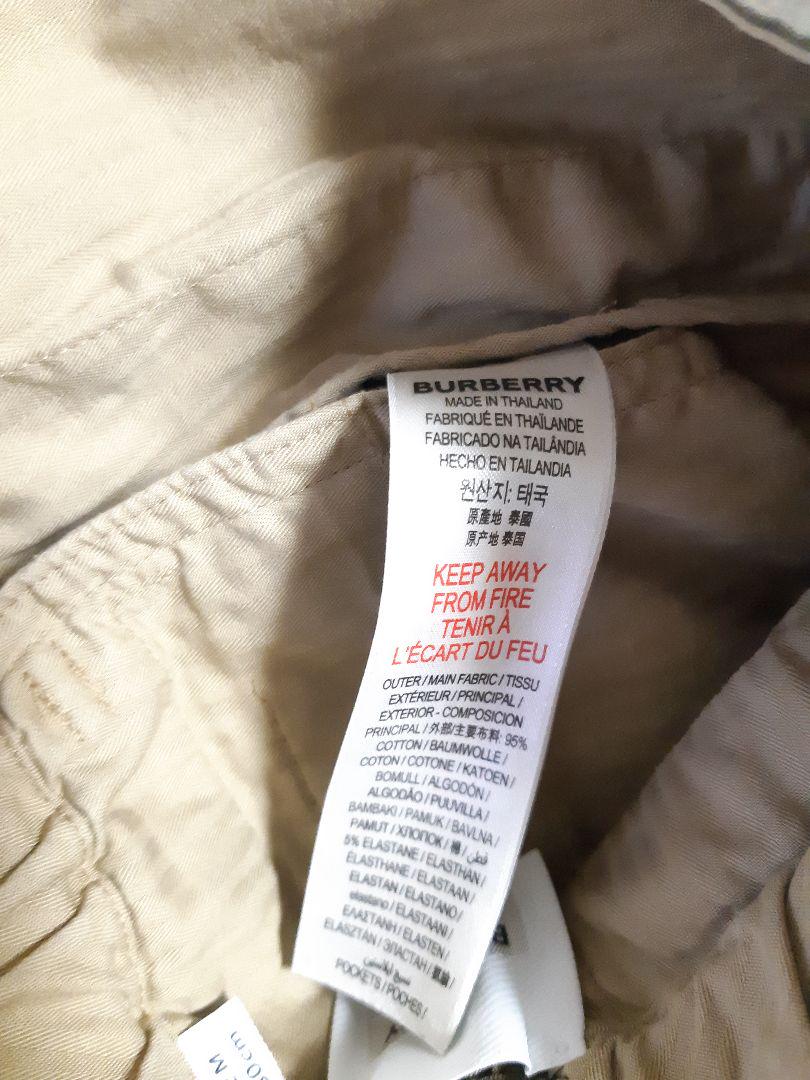 BURBERRY
MADE IN THAILAND
FABRIQUÉ EN THAÏLANDE
FABRICADO NA TAILÂNDIA
HECHO EN TAILANDIA
원산지: 태국
原產地 泰國
原产地 泰国
KEEP AWAY
FROM FIRE
TENIR À
L'ÉCART DU FEU
OUTER / MAIN FABRIC / TISSU
EXTÉRIEUR / PRINCIPAL /
EXTERIOR - COMPOSICION
PRINCIPAL / 外部/主要布料: 95%
COTTON / BAUMWOLLE /
COTON / COTONE / KATOEN /
BOMULL / ALGODÓN /
ALGODÃO / PUUVILLA /
BAMBAKI / PAMUK / BAVLNA /
PAMUT / ХЛОПОК / 棉 / قطن /
5% ELASTANE / ELASTHAN /
ÉLASTHANE / ELASTAAN /
ELASTAN / ELASTANO /
elastano / ELASTAANI /
ΕΛΑΣΤΑΝΗ / ELASTEN /
ELASZTÁN / ЭЛАСТАН /
POCKETS / POCHES /
M